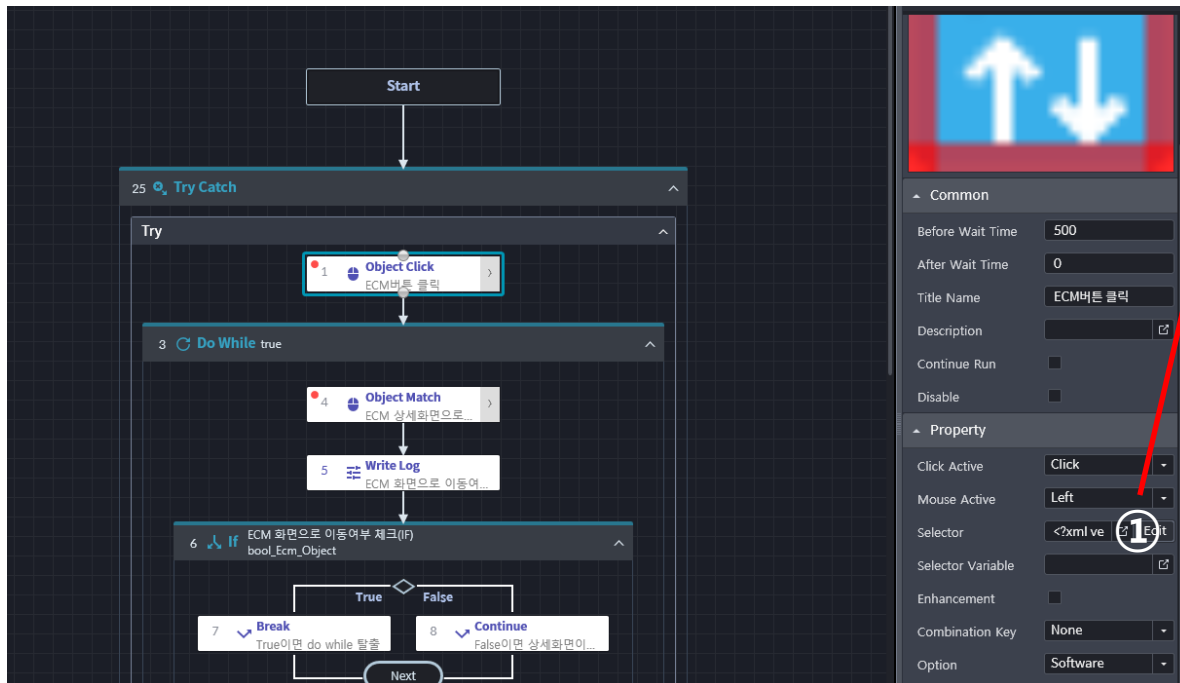 Start
25 Try Catch
Try
1 Object Click
ECM버튼 클릭
3 Do While true
4 Object Match
ECM 상세화면으로...
5 Write Log
ECM 화면으로 이동여...
6 If ECM 화면으로 이동여부 체크(IF)
bool_Ecm_Object
True False
7 Break
True이면 do while 탈출
8 Continue
False이면 상세화면이...
Next
Common
Before Wait Time 500
After Wait Time 0
Title Name ECM버튼 클릭
Description
Continue Run
Disable
Property
Click Active Click
Mouse Active Left
Selector <?xml ve ① Edit
Selector Variable
Enhancement
Combination Key None
Option Software